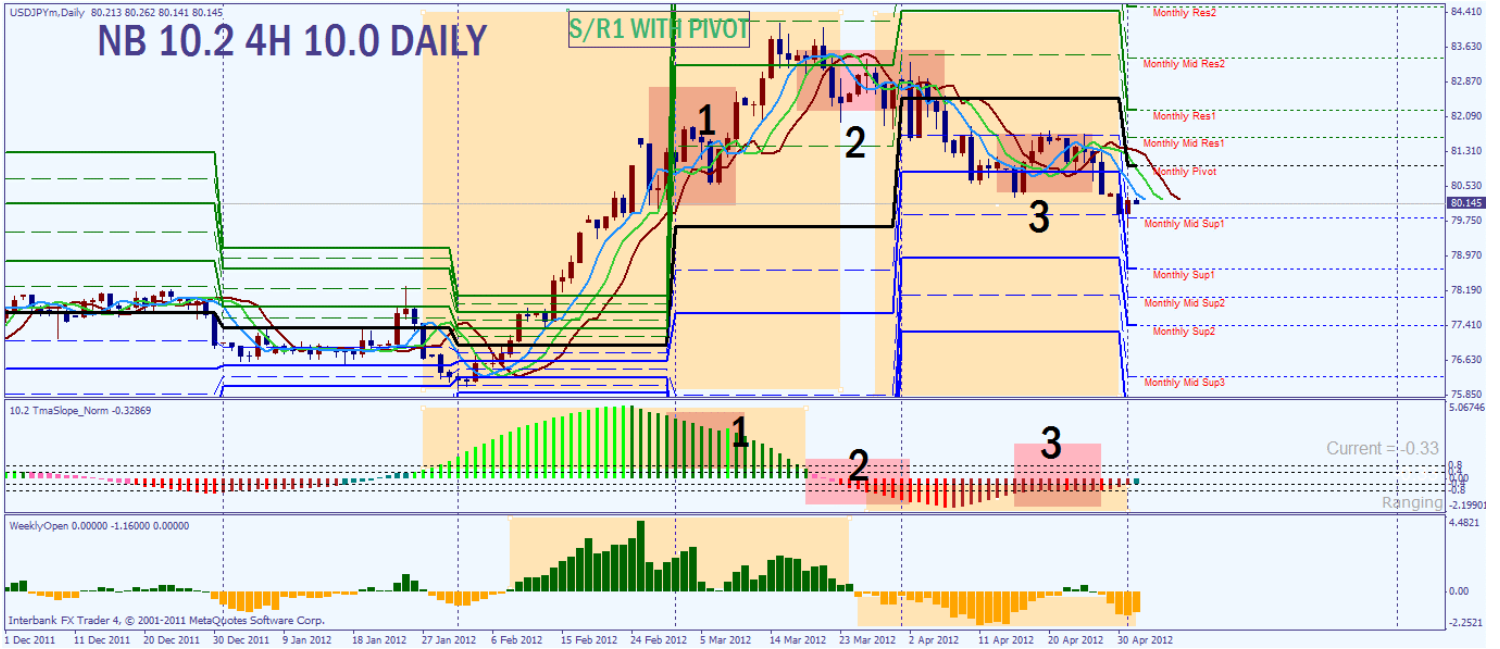 USDJPYm,Daily 80.213 80.262 80.141 80.145
NB 10.2 4H 10.0 DAILY
S/R1 WITH PIVOT
1
2
3
Monthly Res2
Monthly Mid Res2
Monthly Res1
Monthly Mid Res1
Monthly Pivot
Monthly Mid Sup1
Monthly Sup1
Monthly Mid Sup2
Monthly Sup2
Monthly Mid Sup3
84.410
83.630
82.870
82.090
81.310
80.530
80.145
79.750
78.970
78.190
77.410
76.630
75.850
10.2 TmaSlope_Norm -0.32869
1
2
3
Current = -0.33
Ranging
5.06746
0.8
0.4
0.00
-0.4
-0.8
-2.19901
WeeklyOpen 0.00000 -1.16000 0.00000
4.4821
0.00
-2.2521
Interbank FX Trader 4, © 2001-2011 MetaQuotes Software Corp.
1 Dec 2011
11 Dec 2011
20 Dec 2011
30 Dec 2011
9 Jan 2012
18 Jan 2012
27 Jan 2012
6 Feb 2012
15 Feb 2012
24 Feb 2012
5 Mar 2012
14 Mar 2012
23 Mar 2012
2 Apr 2012
11 Apr 2012
20 Apr 2012
30 Apr 2012